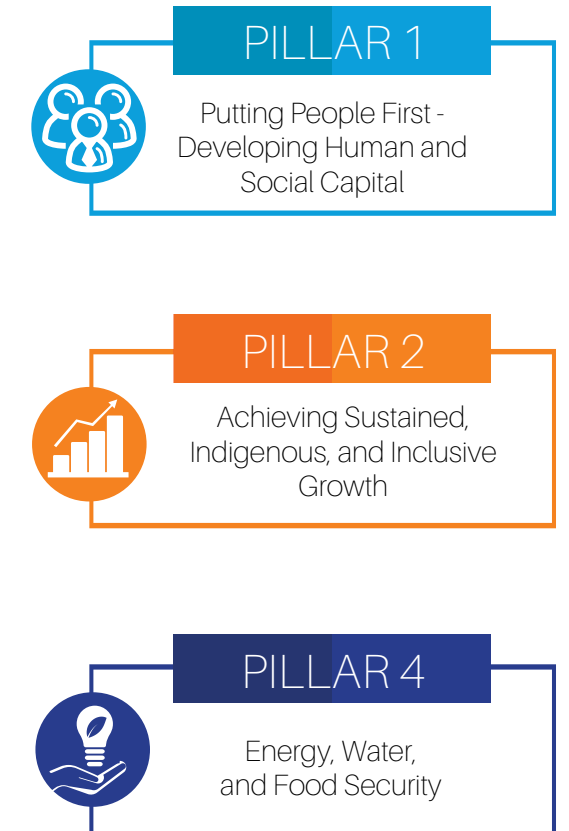 PILLAR 1
Putting People First -
Developing Human and
Social Capital
PILLAR 2
Achieving Sustained,
Indigenous, and Inclusive
Growth
PILLAR 4
Energy, Water,
and Food Security